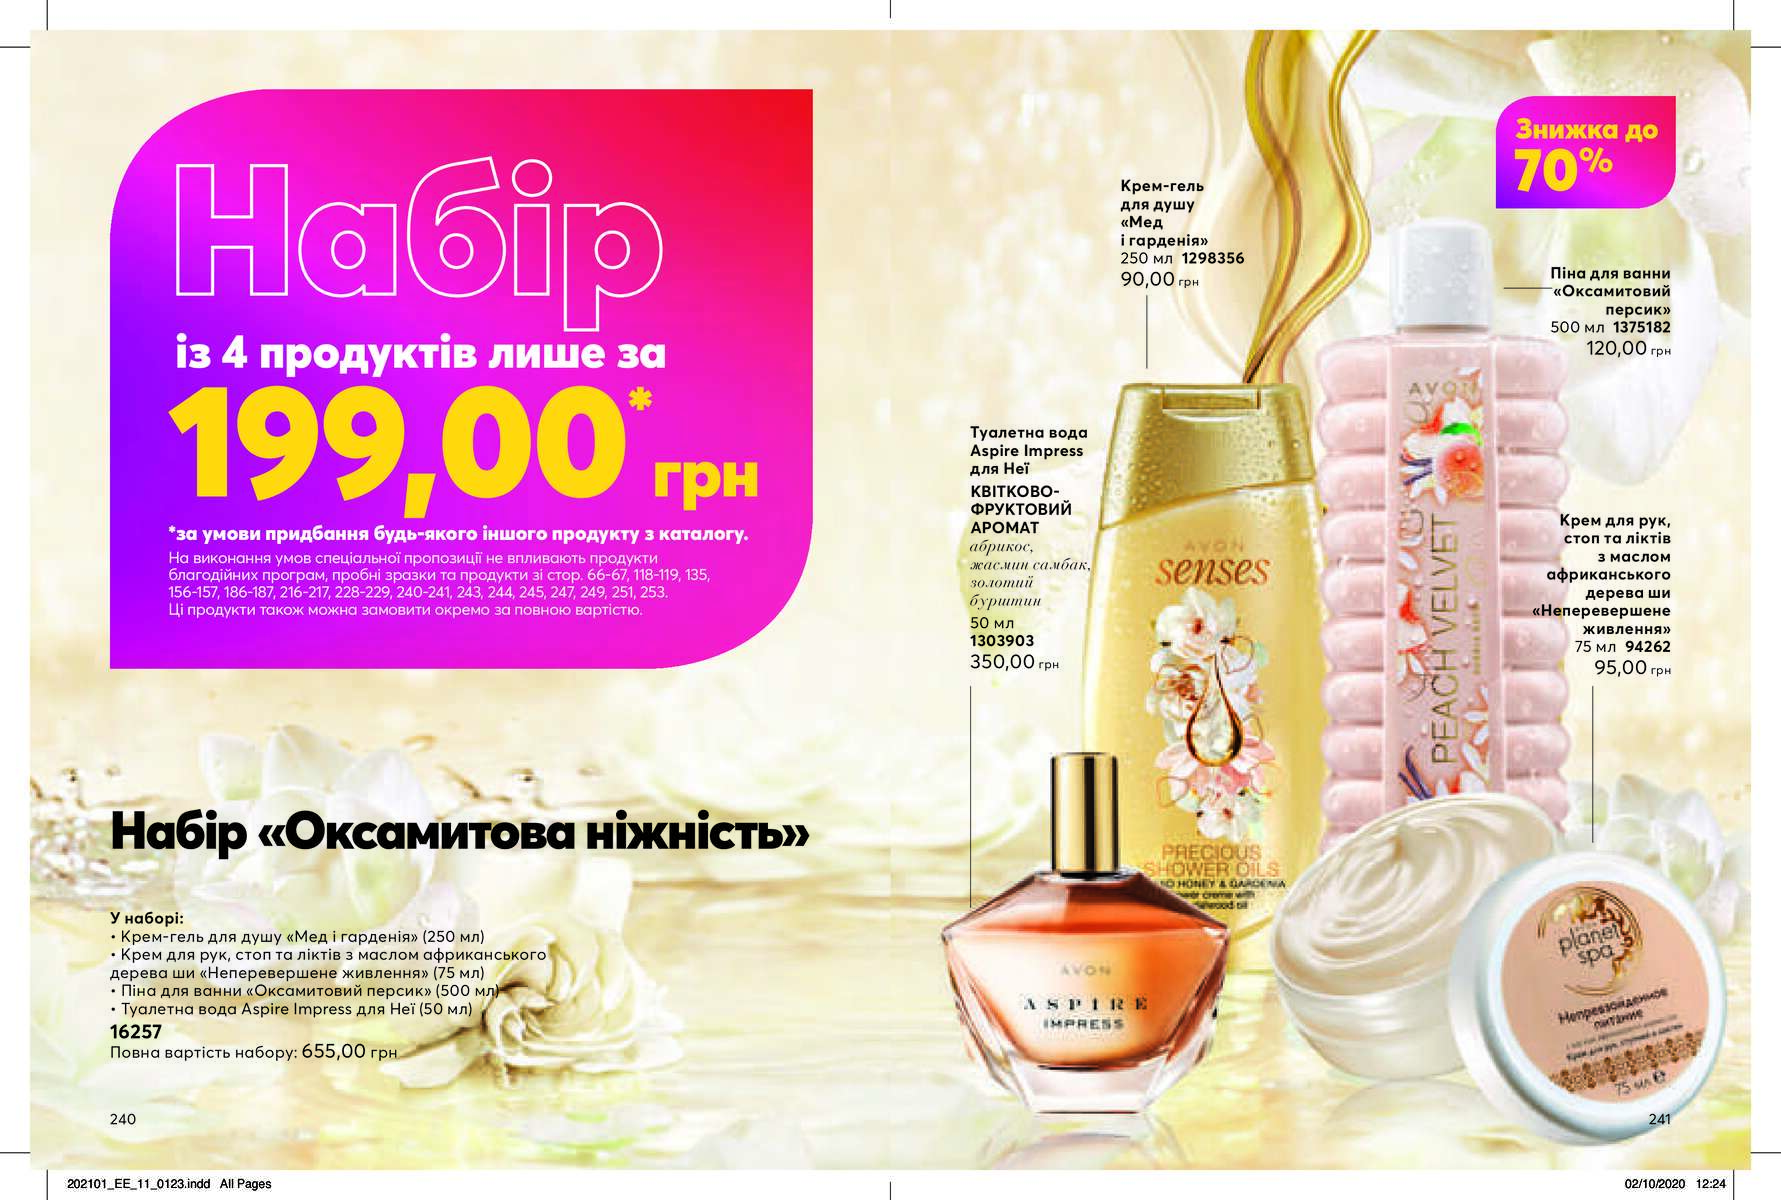 Набір
із 4 продуктів лише за
199,00* грн
*за умови придбання будь-якого іншого продукту з каталогу.
На виконання умов спеціальної пропозиції не впливають продукти
благодійних програм, пробні зразки та продукти зі стор. 66-67, 118-119, 135,
156-157, 186-187, 216-217, 228-229, 240-241, 243, 244, 245, 247, 249, 251, 253.
Ці продукти також можна замовити окремо за повною вартістю.
Набір «Оксамитова ніжність»
У наборі:
• Крем-гель для душу «Мед і гарденія» (250 мл)
• Крем для рук, стоп та ліктів з маслом африканського
дерева ши «Неперевершене живлення» (75 мл)
• Піна для ванни «Оксамитовий персик» (500 мл)
• Туалетна вода Aspire Impress для Неї (50 мл)
16257
Повна вартість набору: 655,00 грн
240
Знижка до
70%
Крем-гель
для душу
«Мед
і гарденія»
250 мл 1298356
90,00 грн
Піна для ванни
«Оксамитовий
персик»
500 мл 1375182
120,00 грн
Туалетна вода
Aspire Impress
для Неї
КВІТКОВО-
ФРУКТОВИЙ
АРОМАТ
абрикос,
жасмин самбак,
золотий
бурштин
50 мл
1303903
350,00 грн
Крем для рук,
стоп та ліктів
з маслом
африканського
дерева ши
«Неперевершене
живлення»
75 мл 94262
95,00 грн
AVON
senses
PRECIOUS
SHOWER OILS
HONEY & GARDENIA
AVON
PEACH VELVET
AVON
ASPIRE
IMPRESS
planet
spa
Непревзойденное
питание
75 мл
241
202101_EE_11_0123.indd All Pages
02/10/2020 12:24